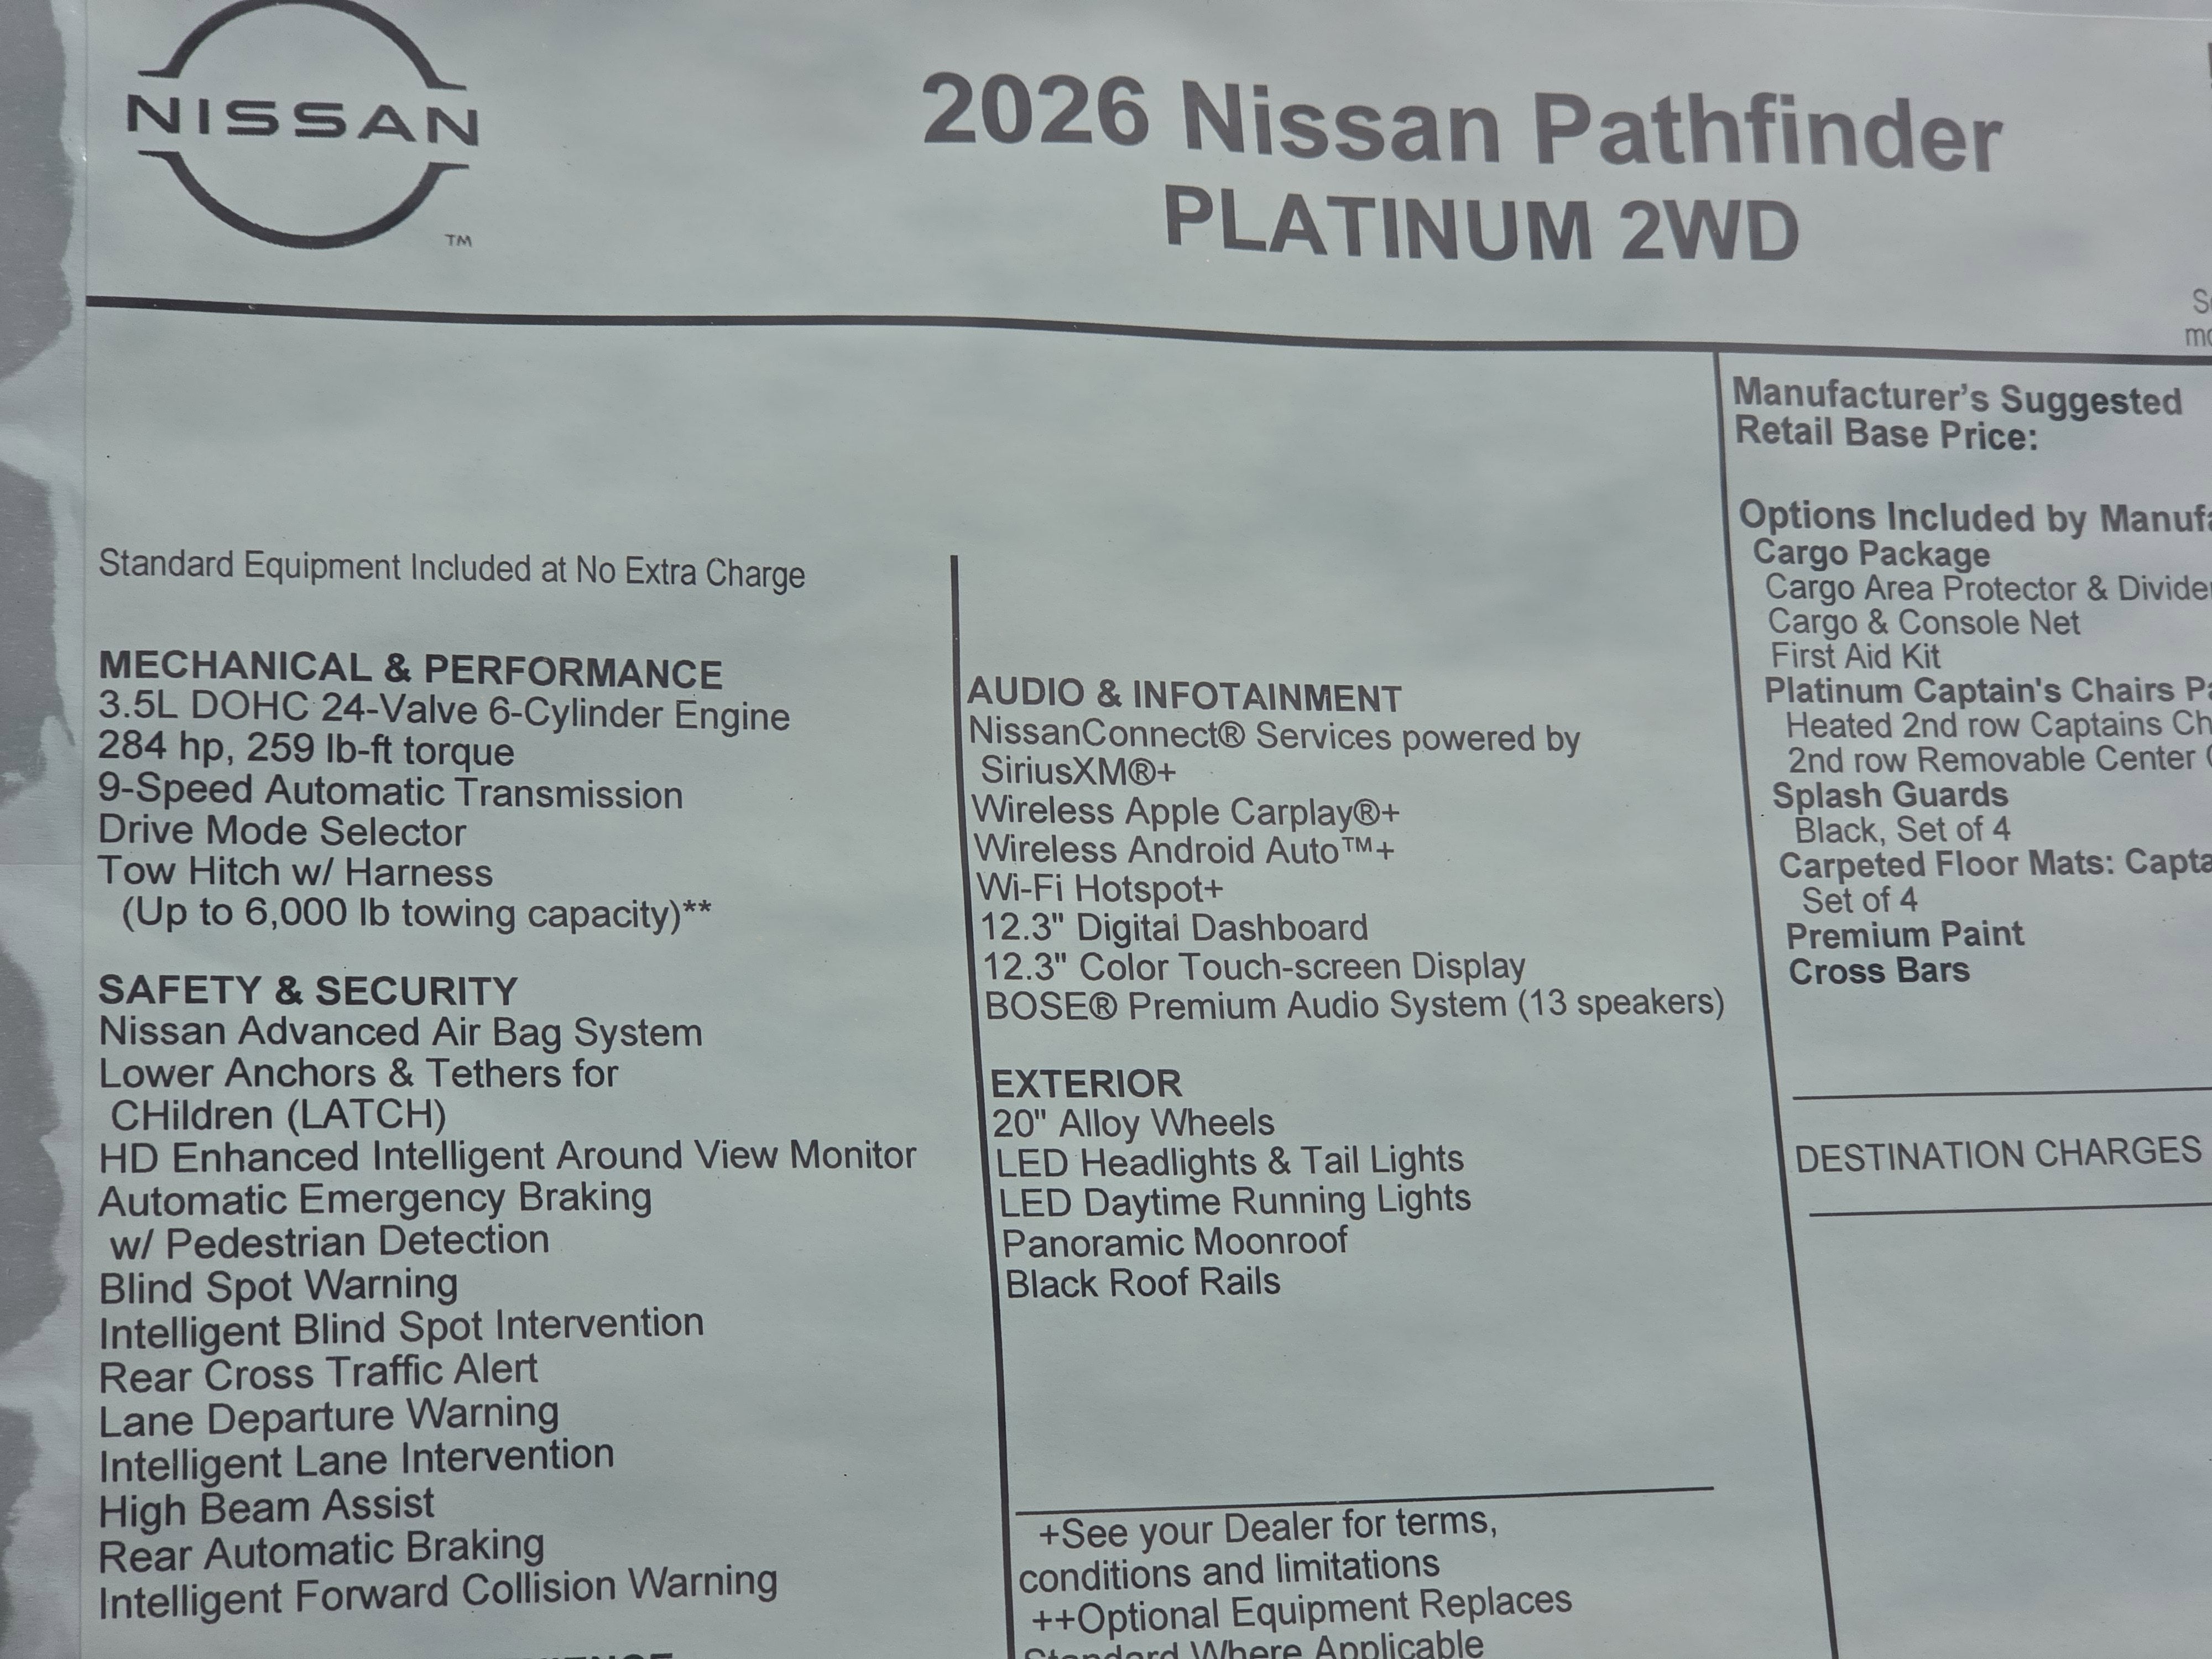 NISSAN
TM
2026 Nissan Pathfinder
PLATINUM 2WD
Standard Equipment Included at No Extra Charge
MECHANICAL & PERFORMANCE
3.5L DOHC 24-Valve 6-Cylinder Engine
284 hp, 259 lb-ft torque
9-Speed Automatic Transmission
Drive Mode Selector
Tow Hitch w/ Harness
(Up to 6,000 lb towing capacity)**
SAFETY & SECURITY
Nissan Advanced Air Bag System
Lower Anchors & Tethers for
CHildren (LATCH)
HD Enhanced Intelligent Around View Monitor
Automatic Emergency Braking
w/ Pedestrian Detection
Blind Spot Warning
Intelligent Blind Spot Intervention
Rear Cross Traffic Alert
Lane Departure Warning
Intelligent Lane Intervention
High Beam Assist
Rear Automatic Braking
Intelligent Forward Collision Warning
AUDIO & INFOTAINMENT
NissanConnect® Services powered by
SiriusXM®+
Wireless Apple Carplay®+
Wireless Android Auto™+
Wi-Fi Hotspot+
12.3" Digital Dashboard
12.3" Color Touch-screen Display
BOSE® Premium Audio System (13 speakers)
EXTERIOR
20" Alloy Wheels
LED Headlights & Tail Lights
LED Daytime Running Lights
Panoramic Moonroof
Black Roof Rails
+See your Dealer for terms,
conditions and limitations
++Optional Equipment Replaces
Standard Where Applicable
Manufacturer's Suggested
Retail Base Price:
Options Included by
Cargo Package
Cargo Area Protector &
Cargo & Console Net
First Aid Kit
Platinum Captain's Chairs
Heated 2nd row Captains
2nd row Removable Center
Splash Guards
Black, Set of 4
Carpeted Floor Mats:
Set of 4
Premium Paint
Cross Bars
DESTINATION CHARGES